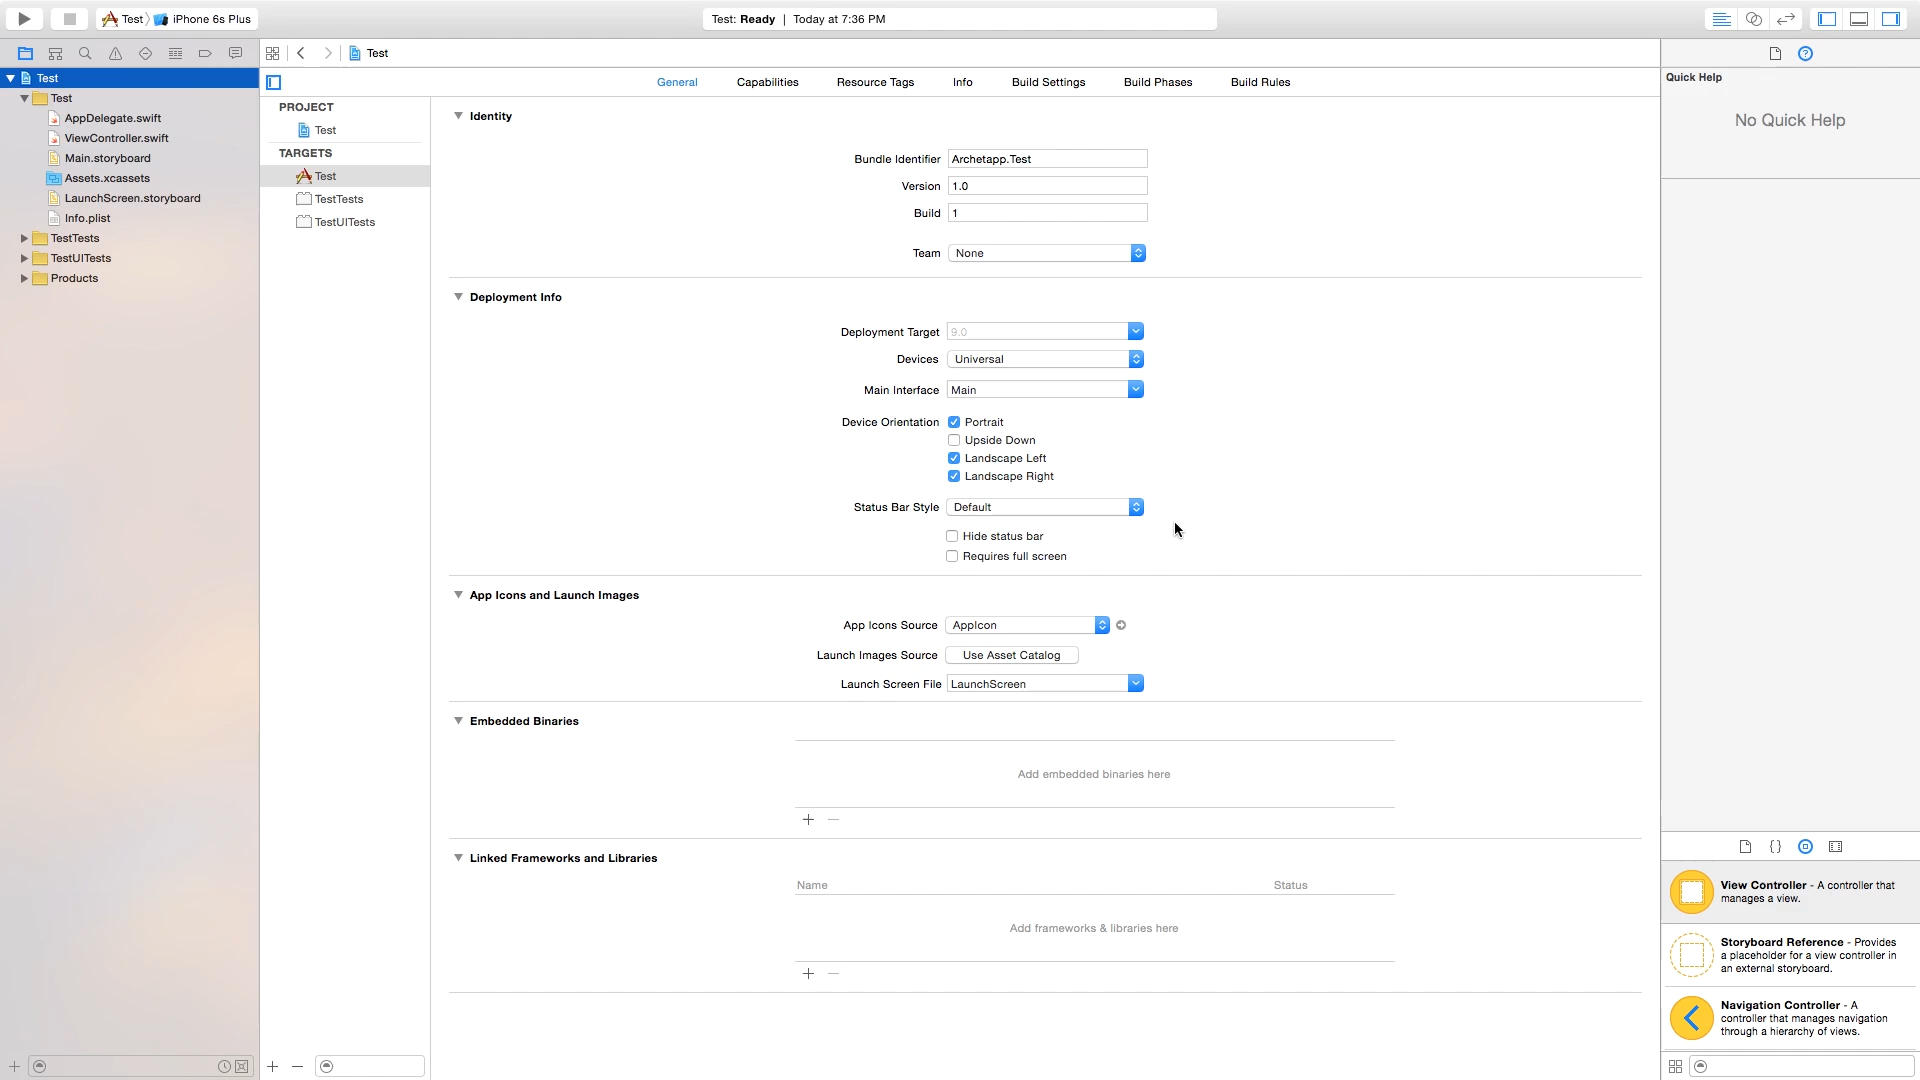 Test
iPhone 6s Plus
Test: Ready | Today at 7:36 PM
Test
Test
General
Capabilities
Resource Tags
Info
Build Settings
Build Phases
Build Rules
Quick Help
No Quick Help
Test
AppDelegate.swift
ViewController.swift
Main.storyboard
Assets.xcassets
LaunchScreen.storyboard
Info.plist
TestTests
TestUITests
Products
PROJECT
Test
TARGETS
Test
TestTests
TestUITests
Identity
Bundle Identifier Archetapp.Test
Version 1.0
Build 1
Team None
Deployment Info
Deployment Target 9.0
Devices Universal
Main Interface Main
Device Orientation Portrait
Upside Down
Landscape Left
Landscape Right
Status Bar Style Default
Hide status bar
Requires full screen
App Icons and Launch Images
App Icons Source AppIcon
Launch Images Source Use Asset Catalog
Launch Screen File LaunchScreen
Embedded Binaries
Add embedded binaries here
Linked Frameworks and Libraries
Name Status
Add frameworks & libraries here
View Controller - A controller that
manages a view.
Storyboard Reference - Provides
a placeholder for a view controller in
an external storyboard.
Navigation Controller - A
controller that manages navigation
through a hierarchy of views.